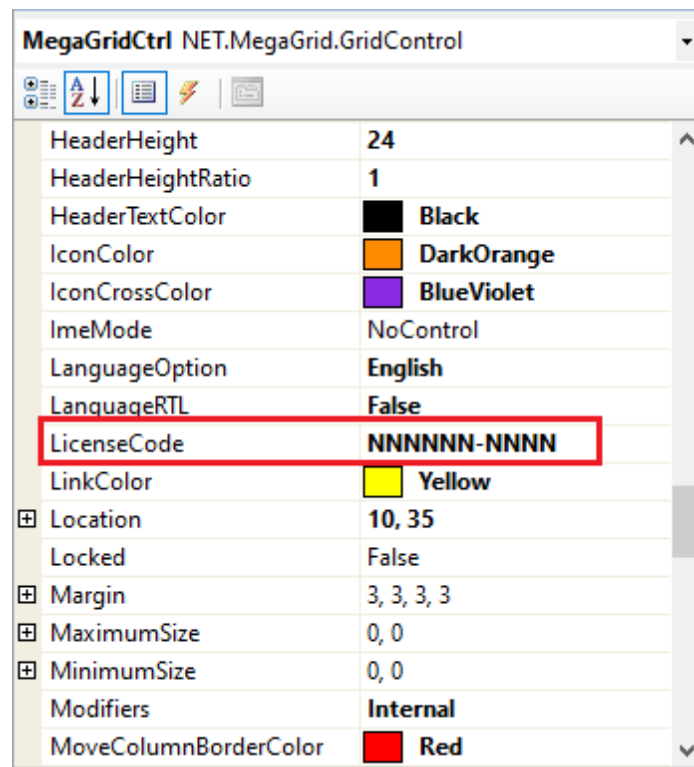 MegaGridCtrl NET.MegaGrid.GridControl
HeaderHeight 24
HeaderHeightRatio 1
HeaderTextColor Black
IconColor DarkOrange
IconCrossColor BlueViolet
ImeMode NoControl
LanguageOption English
LanguageRTL False
LicenseCode NNNNNN-NNNN
LinkColor Yellow
Location 10, 35
Locked False
Margin 3, 3, 3, 3
MaximumSize 0, 0
MinimumSize 0, 0
Modifiers Internal
MoveColumnBorderColor Red